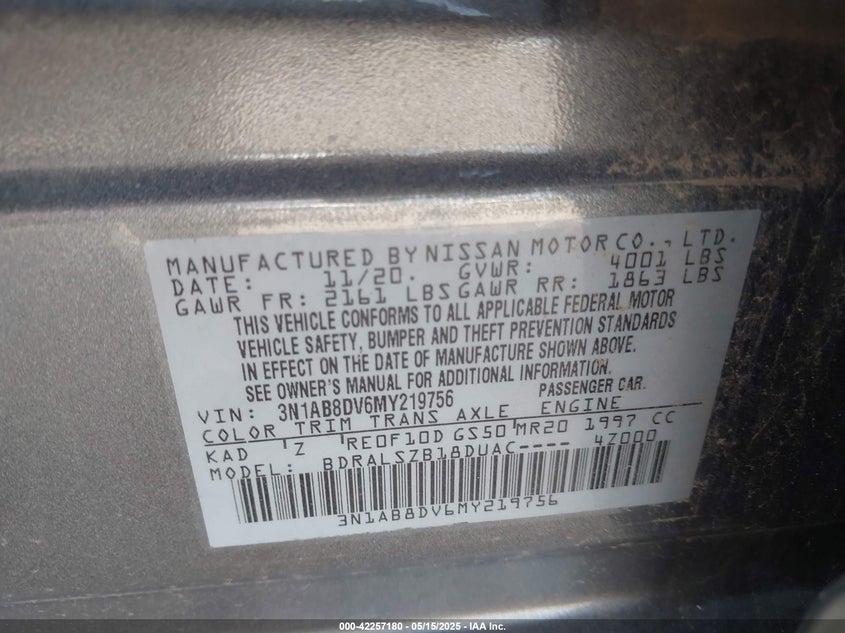 MANUFACTURED BY NISSAN MOTOR CO., LTD.
DATE: 11/20. GVWR: 4001 LBS
GAWR FR: 2161 LBS GAWR RR: 1863 LBS
THIS VEHICLE CONFORMS TO ALL APPLICABLE FEDERAL MOTOR
VEHICLE SAFETY, BUMPER AND THEFT PREVENTION STANDARDS
IN EFFECT ON THE DATE OF MANUFACTURE SHOWN ABOVE.
SEE OWNER'S MANUAL FOR ADDITIONAL INFORMATION.
VIN: 3N1AB8DV6MY219756 PASSENGER CAR
COLOR TRIM TRANS AXLE ENGINE
KAD Z RE0F10D GS50 MR20 1997 CC
MODEL: BDRALSZB18DUAC---- 4Z000
3N1AB8DV6MY219756
000-42257180 - 05/15/2025 - IAA Inc.